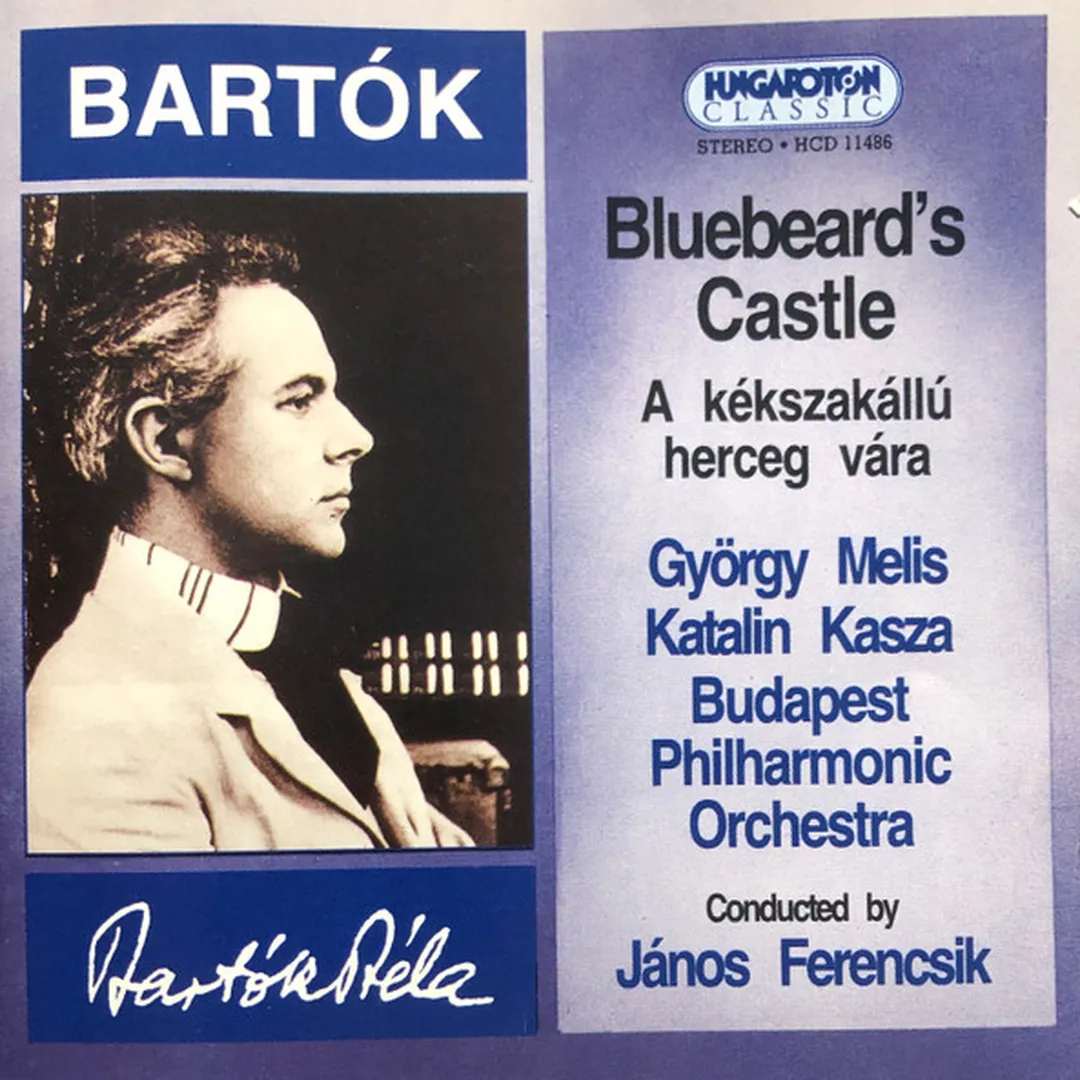 BARTÓK
Bartók Béla
HUNGAROTON
CLASSIC
STEREO • HCD 11486
Bluebeard's
Castle
A kékszakállú
herceg vára
György Melis
Katalin Kasza
Budapest
Philharmonic
Orchestra
Conducted by
János Ferencsik